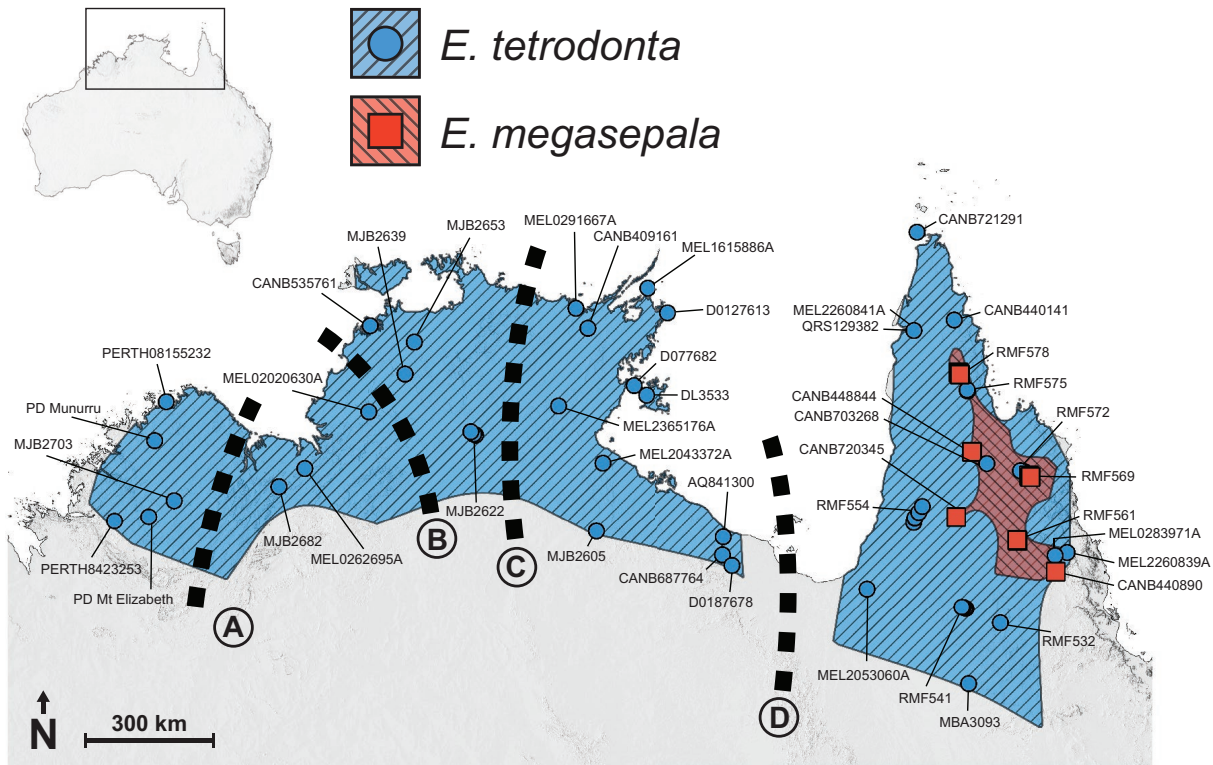 E. tetrodonta
E. megasepala
CANB721291
MEL0291667A
MJB2653
CANB409161
MJB2639
MEL1615886A
CANB535761
MEL2260841A
QRS129382
CANB440141
D0127613
PERTH08155232
RMF578
D077682
MEL02020630A
RMF575
CANB448844
DL3533
CANB703268
RMF572
PD Munurru
MEL2365176A
MJB2703
CANB720345
MEL2043372A
RMF569
AQ841300
RMF554
RMF561
MJB2622
MEL0283971A
B
MJB2682
MJB2605
MEL0262695A
MEL2260839A
PERTH8423253
C
CANB687764
CANB440890
PD Mt Elizabeth
D0187678
A
RMF532
MEL2053060A
RMF541
D
MBA3093
N
300 km